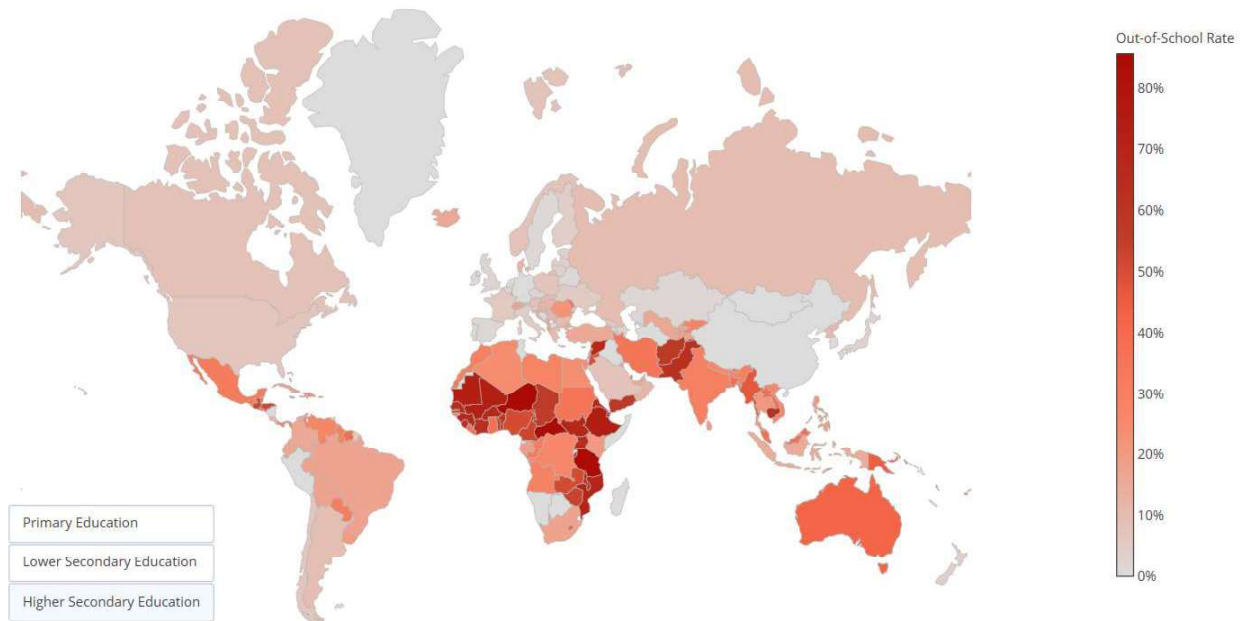 Out-of-School Rate
80%
70%
60%
50%
40%
30%
20%
10%
0%
Primary Education
Lower Secondary Education
Higher Secondary Education